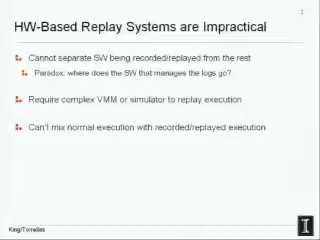 HW-Based Replay Systems are Impractical
Cannot separate SW being recorded/replayed from the rest
Paradox: where does the SW that manages the logs go?
Require complex VMM or simulator to replay execution
Can't mix normal execution with recorded/replayed execution
King/Torrellas
I